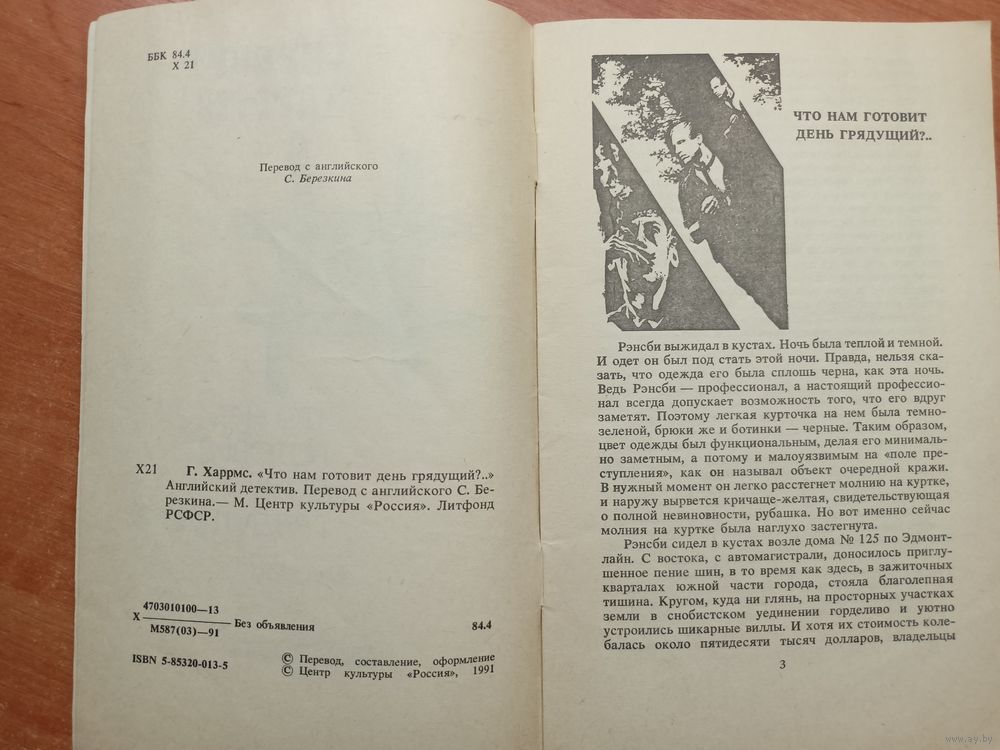 ББК 84.4
Х 21
Перевод с английского
С. Березкина
Х21 Г. Харрмс. «Что нам готовит день грядущий?..»
Английский детектив. Перевод с английского С. Бе-
резкина.— М. Центр культуры «Россия». Литфонд
РСФСР.
Х 4703010100—13
М587(03)—91
Без объявления 84.4
ISBN 5-85320-013-5
© Перевод, составление, оформление
© Центр культуры «Россия», 1991
ЧТО НАМ ГОТОВИТ
ДЕНЬ ГРЯДУЩИЙ?..
Рэнсби выжидал в кустах. Ночь была теплой и темной.
И одет он был под стать этой ночи. Правда, нельзя ска-
зать, что одежда его была сплошь черна, как эта ночь.
Ведь Рэнсби — профессионал, а настоящий профессио-
нал всегда допускает возможность того, что его вдруг
заметят. Поэтому легкая курточка на нем была темно-
зеленой, брюки же и ботинки — черные. Таким образом,
цвет одежды был функциональным, делая его минималь-
но заметным, а потому и малоуязвимым на «поле пре-
ступления», как он называл объект очередной кражи.
В нужный момент он легко расстегнет молнию на куртке,
и наружу вырвется кричаще-желтая, свидетельствующая
о полной невиновности, рубашка. Но вот именно сейчас
молния на куртке была наглухо застегнута.
Рэнсби сидел в кустах возле дома № 125 по Эдмонт-
лайн. С востока, с автомагистрали, доносилось приглу-
шенное пение шин, в то время как здесь, в зажиточных
кварталах южной части города, стояла благолепная
тишина. Кругом, куда ни глянь, на просторных участках
земли в снобистском уединении горделиво и уютно
устроились шикарные виллы. И хотя их стоимость коле-
балась около пятидесяти тысяч долларов, владельцы
3
www.ay.by